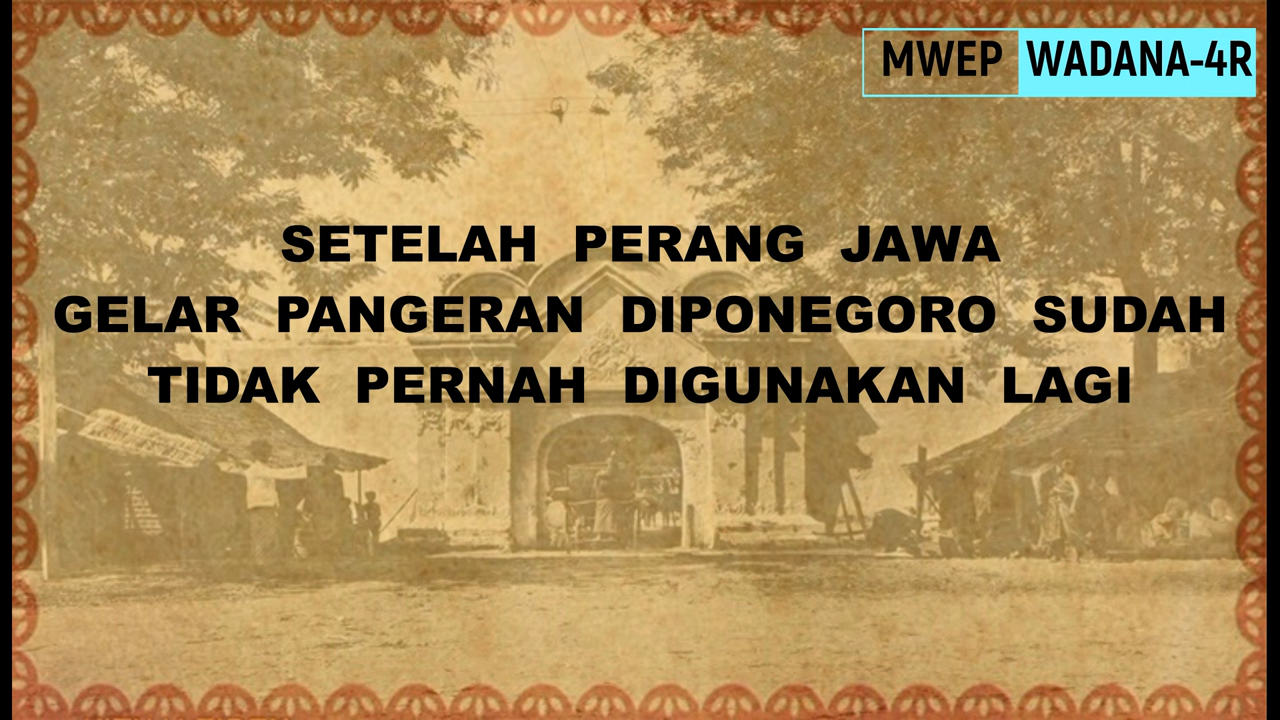 MWEP WADANA-4R
SETELAH PERANG JAWA
GELAR PANGERAN DIPONEGORO SUDAH
TIDAK PERNAH DIGUNAKAN LAGI